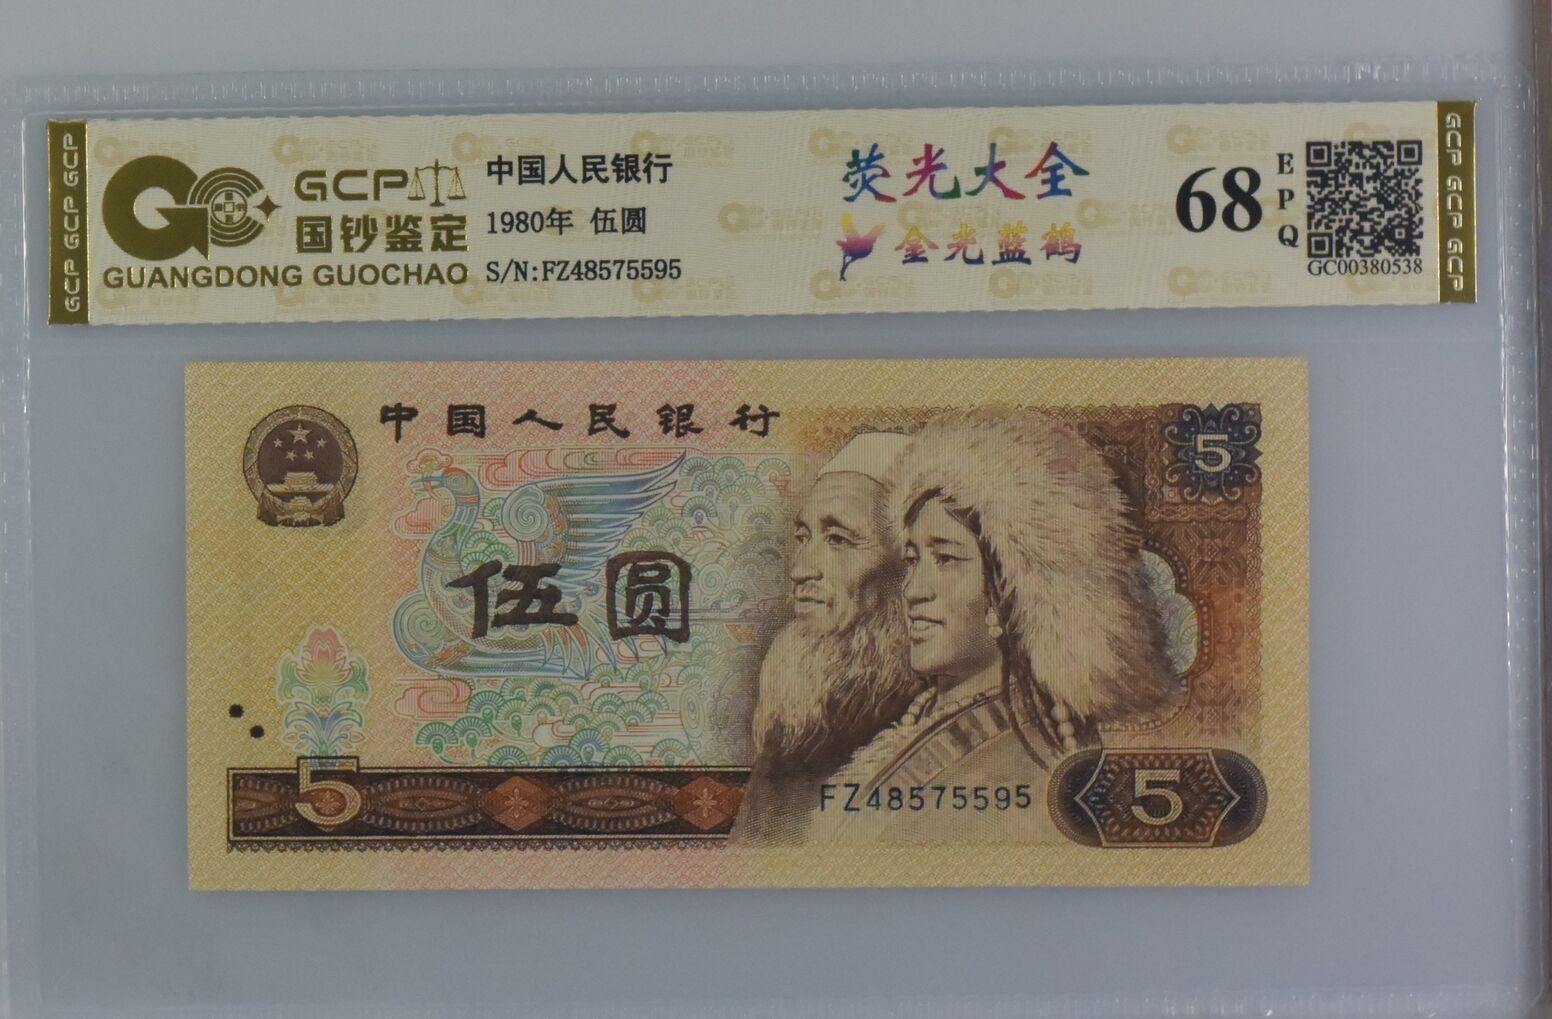 GCP
国钞鉴定
GUANGDONG GUOCHAO
中国人民银行
1980年 伍圆
S/N:FZ48575595
荧光大全
金光蓝鹤
68
EPQ
GC00380538
GCP GCP GCP
GCP GCP GCP
中国人民银行
5
伍圆
5
FZ48575595
5